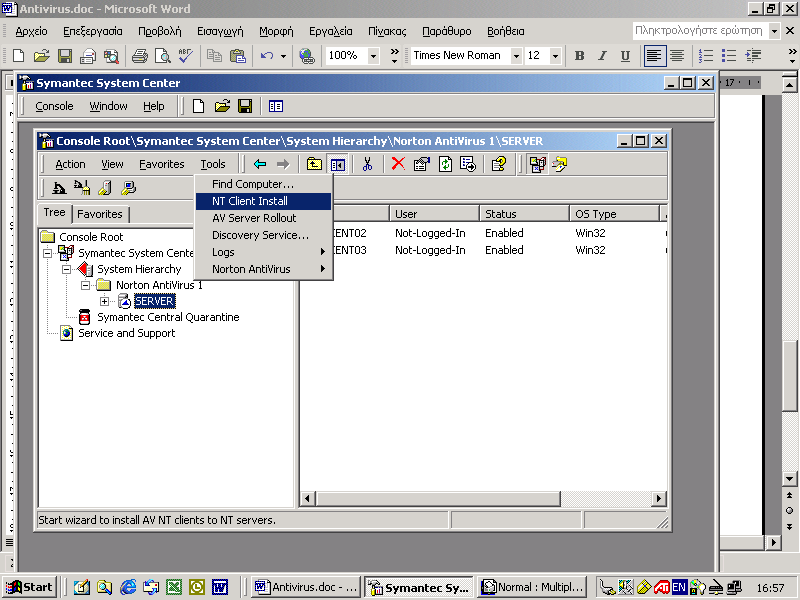 Antivirus.doc - Microsoft Word
Αρχείο Επεξεργασία Προβολή Εισαγωγή Μορφή Εργαλεία Πίνακας Παράθυρο Βοήθεια Πληκτρολογήστε ερώτηση
100% Times New Roman 12 B I U
17
Symantec System Center
Console Window Help
Console Root\Symantec System Center\System Hierarchy\Norton AntiVirus 1\SERVER
Action View Favorites Tools
Find Computer...
NT Client Install
AV Server Rollout
Discovery Service...
Logs
Norton AntiVirus
Tree Favorites
User Status OS Type
Console Root
Symantec System Cente
System Hierarchy
Norton AntiVirus 1
SERVER
Symantec Central Quarantine
Service and Support
ENT02 Not-Logged-In Enabled Win32
ENT03 Not-Logged-In Enabled Win32
Start wizard to install AV NT clients to NT servers.
Start Antivirus.doc - ... Symantec Sy... Normal : Multipl... EN 16:57